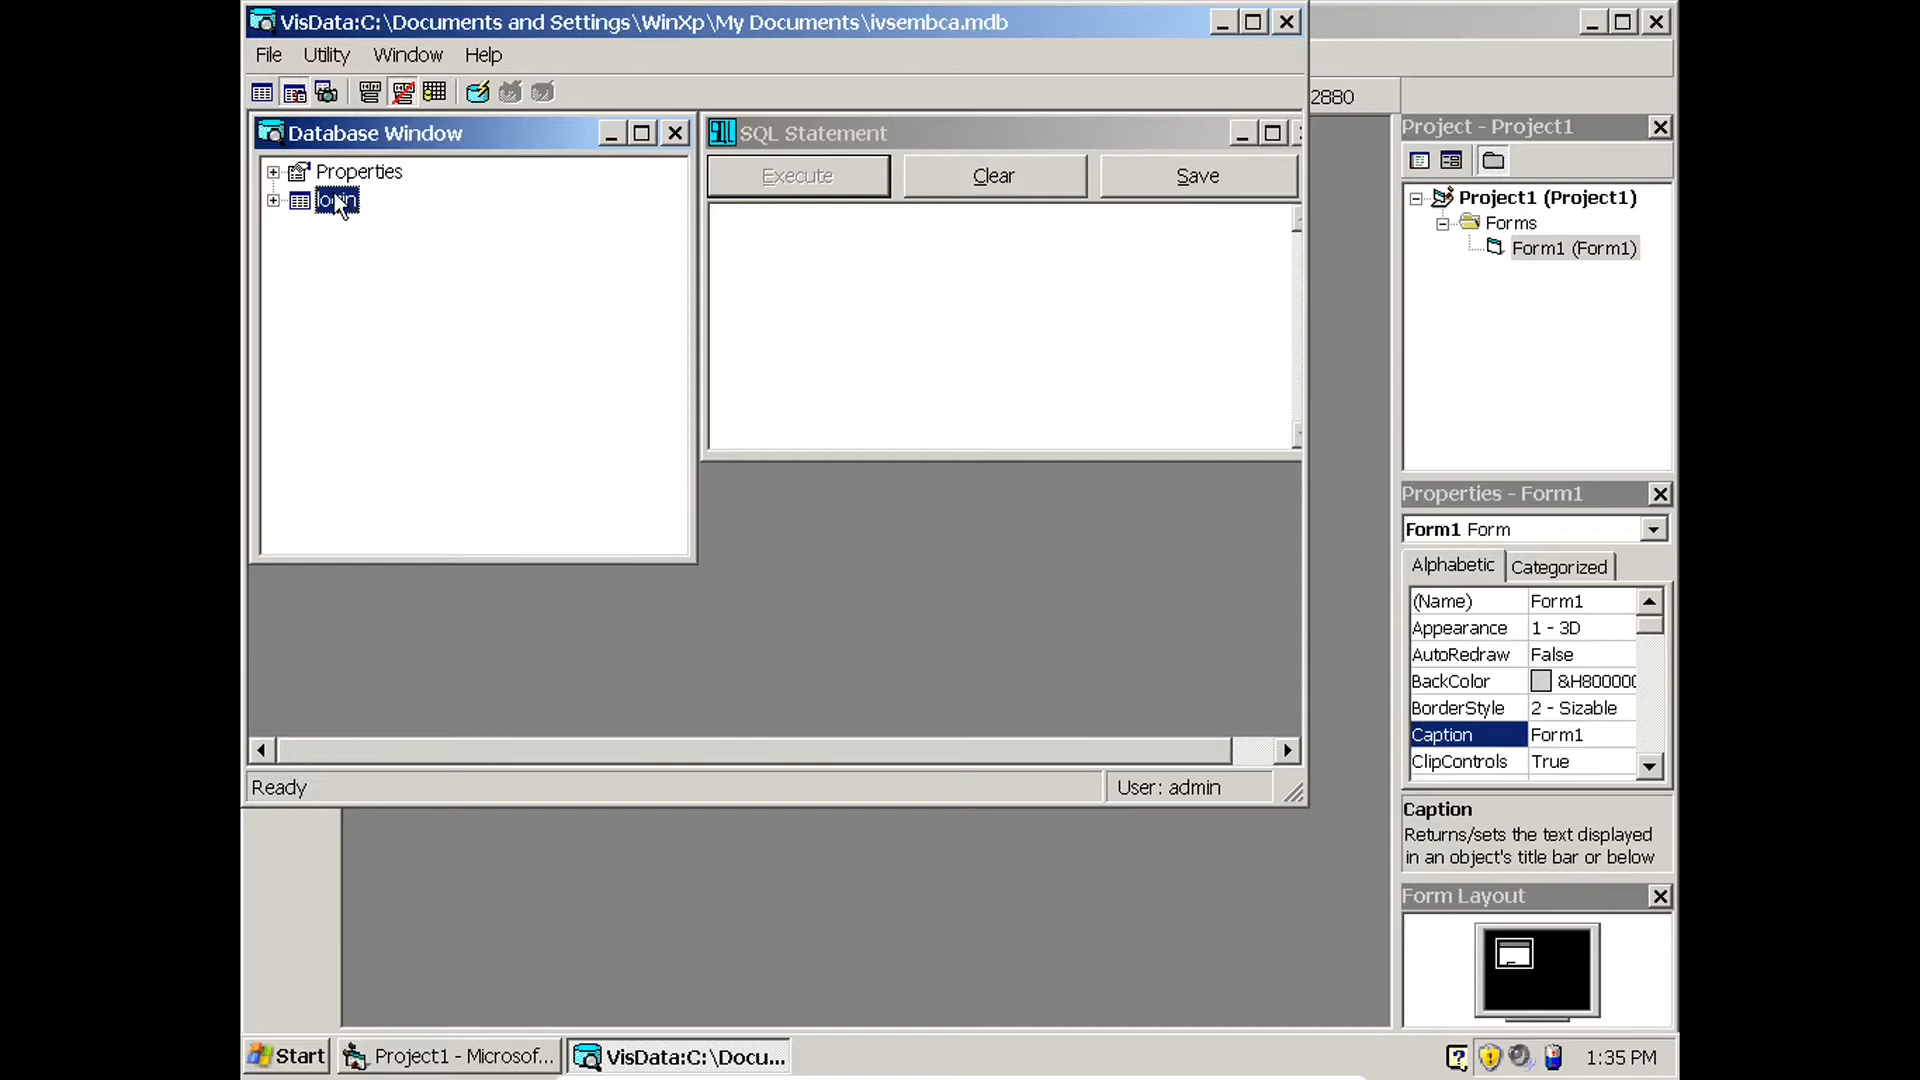 VisData:C:\Documents and Settings\WinXp\My Documents\ivsembca.mdb
File Utility Window Help
2880
Database Window
Properties
login
SQL Statement
Execute Clear Save
Project - Project1
Project1 (Project1)
Forms
Form1 (Form1)
Properties - Form1
Form1 Form
Alphabetic Categorized
(Name) Form1
Appearance 1 - 3D
AutoRedraw False
BackColor &H800000
BorderStyle 2 - Sizable
Caption Form1
ClipControls True
Caption
Returns/sets the text displayed
in an object's title bar or below
Form Layout
Ready User: admin
Start Project1 - Microsof... VisData:C:\Docu... 1:35 PM